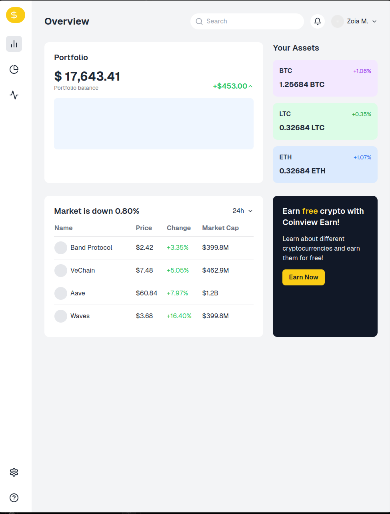 Overview
Search
Zoia M.
Portfolio
$ 17,643.41
Portfolio balance
+$453.00
Your Assets
BTC
+1.06%
1.25684 BTC
LTC
+0.35%
0.32684 LTC
ETH
+1.07%
0.32684 ETH
Market is down 0.80%
24h
Name Price Change Market Cap
Band Protocol $2.42 +3.35% $399.8M
VeChain $7.48 +5.05% $462.9M
Aave $60.84 +7.97% $1.2B
Waves $3.68 +16.40% $399.8M
Earn free crypto with
Coinview Earn!
Learn about different
cryptocurrencies and earn
them for free!
Earn Now